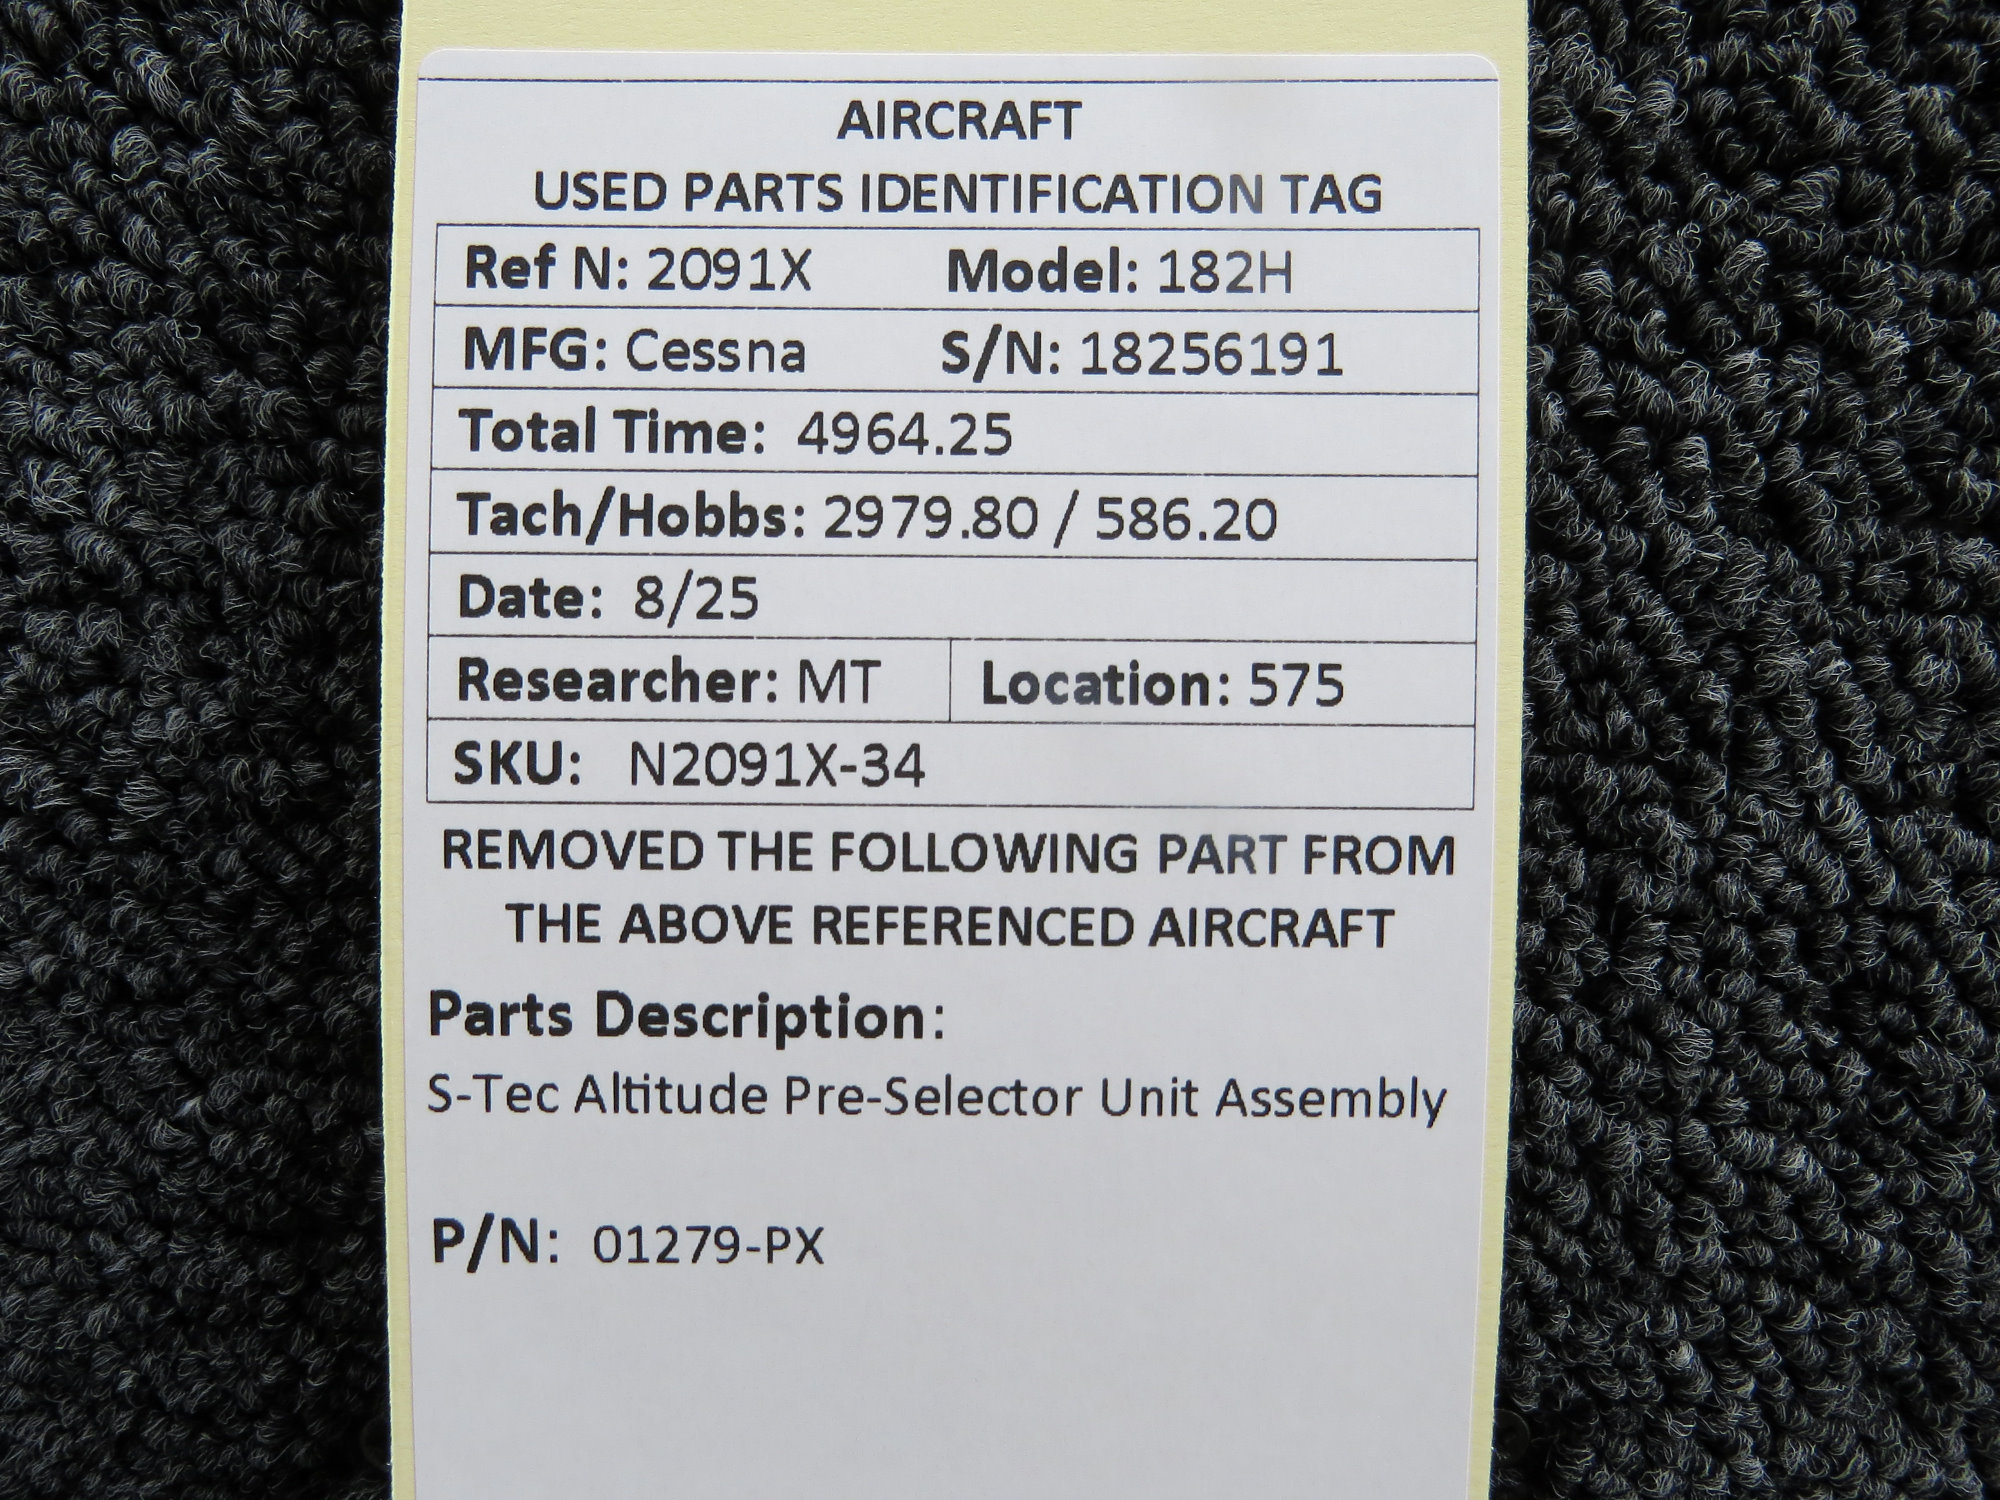 AIRCRAFT
USED PARTS IDENTIFICATION TAG
Ref N: 2091X Model: 182H
MFG: Cessna S/N: 18256191
Total Time: 4964.25
Tach/Hobbs: 2979.80 / 586.20
Date: 8/25
Researcher: MT Location: 575
SKU: N2091X-34
REMOVED THE FOLLOWING PART FROM
THE ABOVE REFERENCED AIRCRAFT
Parts Description:
S-Tec Altitude Pre-Selector Unit Assembly
P/N: 01279-PX